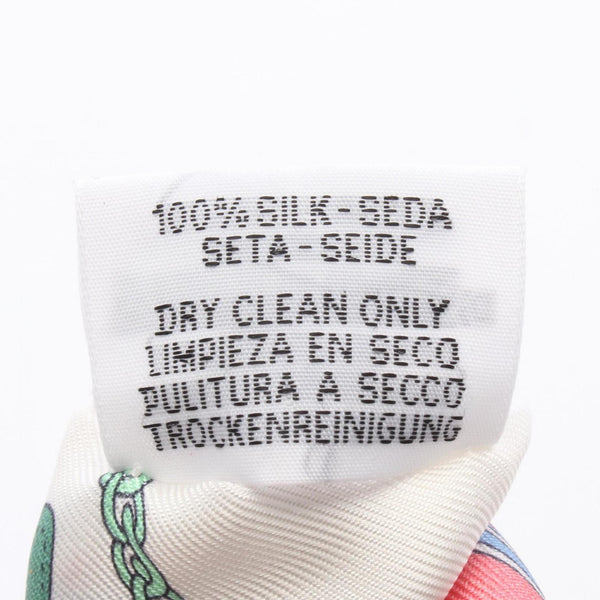 100% SILK - SEDA
SETA - SEIDE
DRY CLEAN ONLY
LIMPIEZA EN SECO
PULITURA A SECCO
TROCKENREINIGUNG